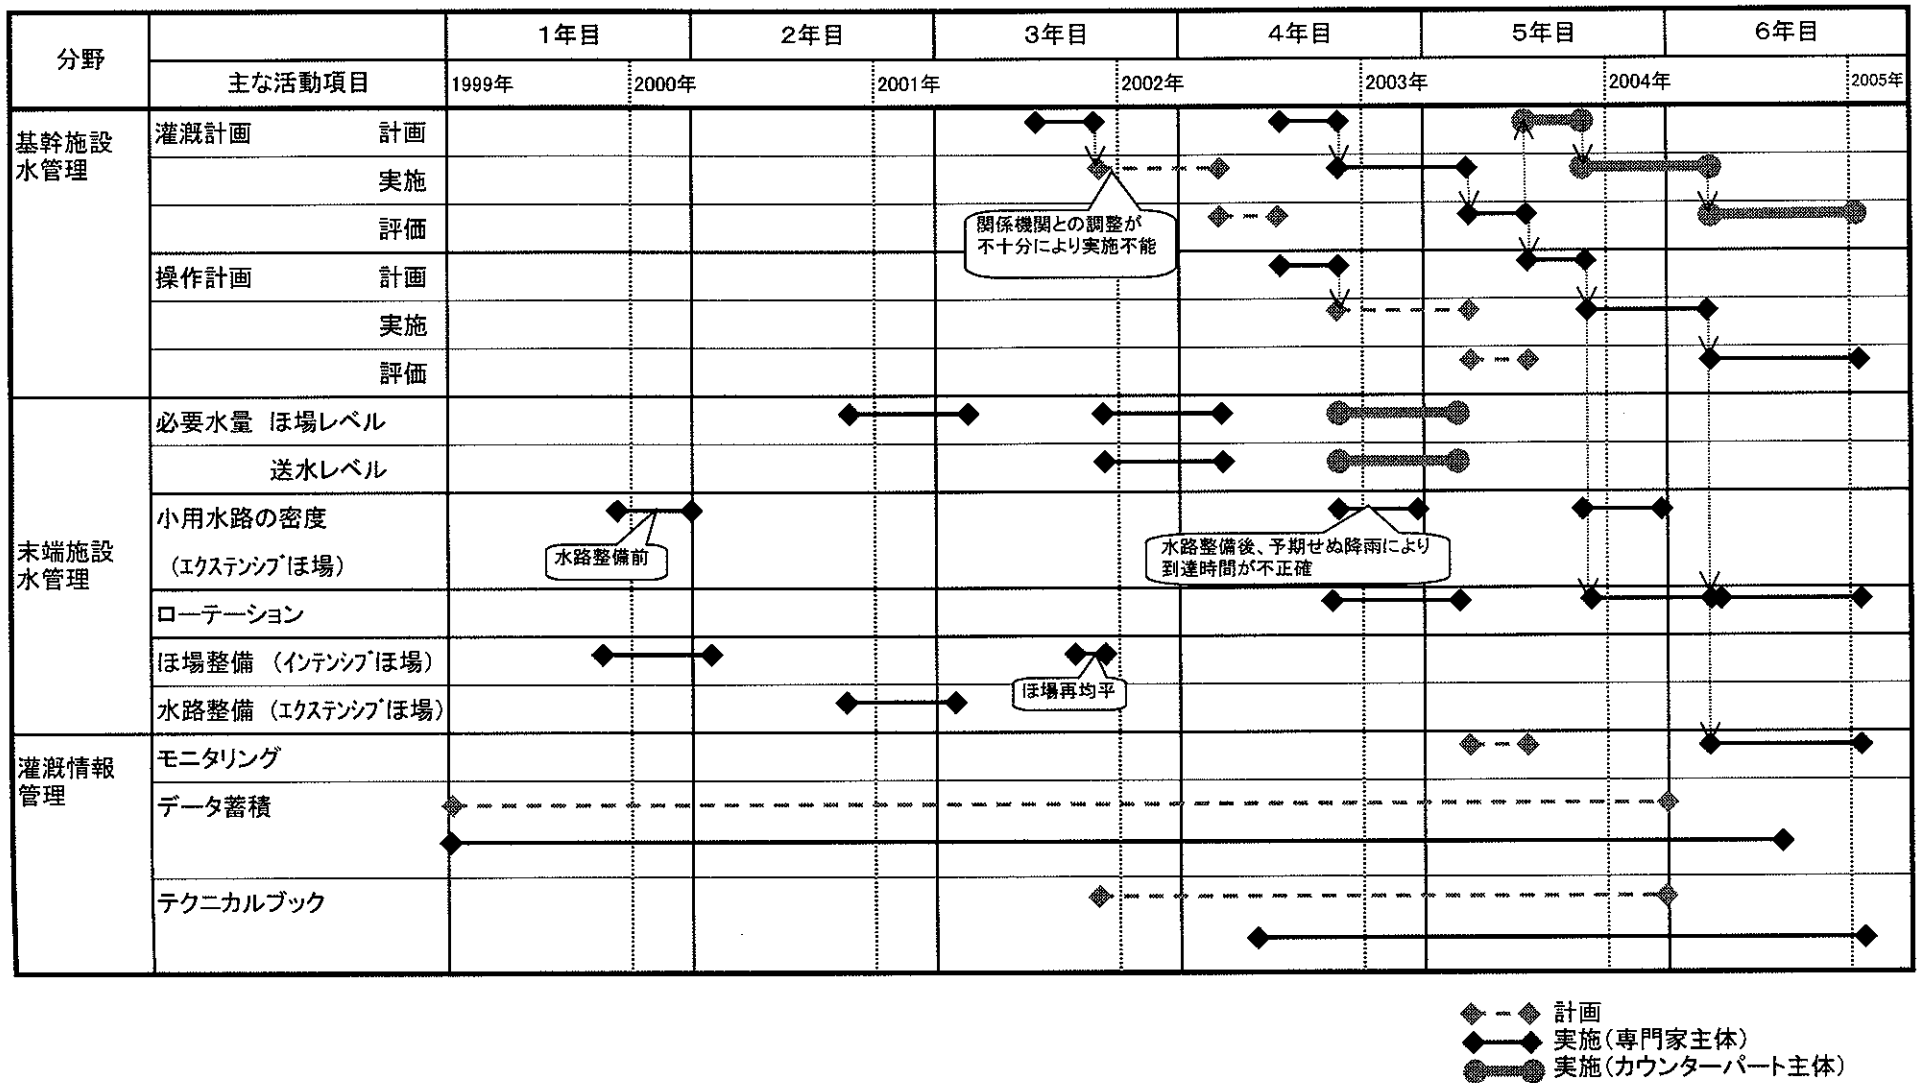 分野
1年目 2年目 3年目 4年目 5年目 6年目
主な活動項目 1999年 2000年 2001年 2002年 2003年 2004年 2005年
基幹施設
水管理
灌漑計画 計画
実施
評価
関係機関との調整が
不十分により実施不能
操作計画 計画
実施
評価
末端施設
水管理
必要水量 ほ場レベル
送水レベル
小用水路の密度
(エクステンシブほ場)
水路整備前
水路整備後、予期せぬ降雨により
到達時間が不正確
ローテーション
ほ場整備 (インテンシブほ場)
ほ場再均平
水路整備 (エクステンシブほ場)
灌漑情報
管理
モニタリング
データ蓄積
テクニカルブック
計画
実施(専門家主体)
実施(カウンターパート主体)